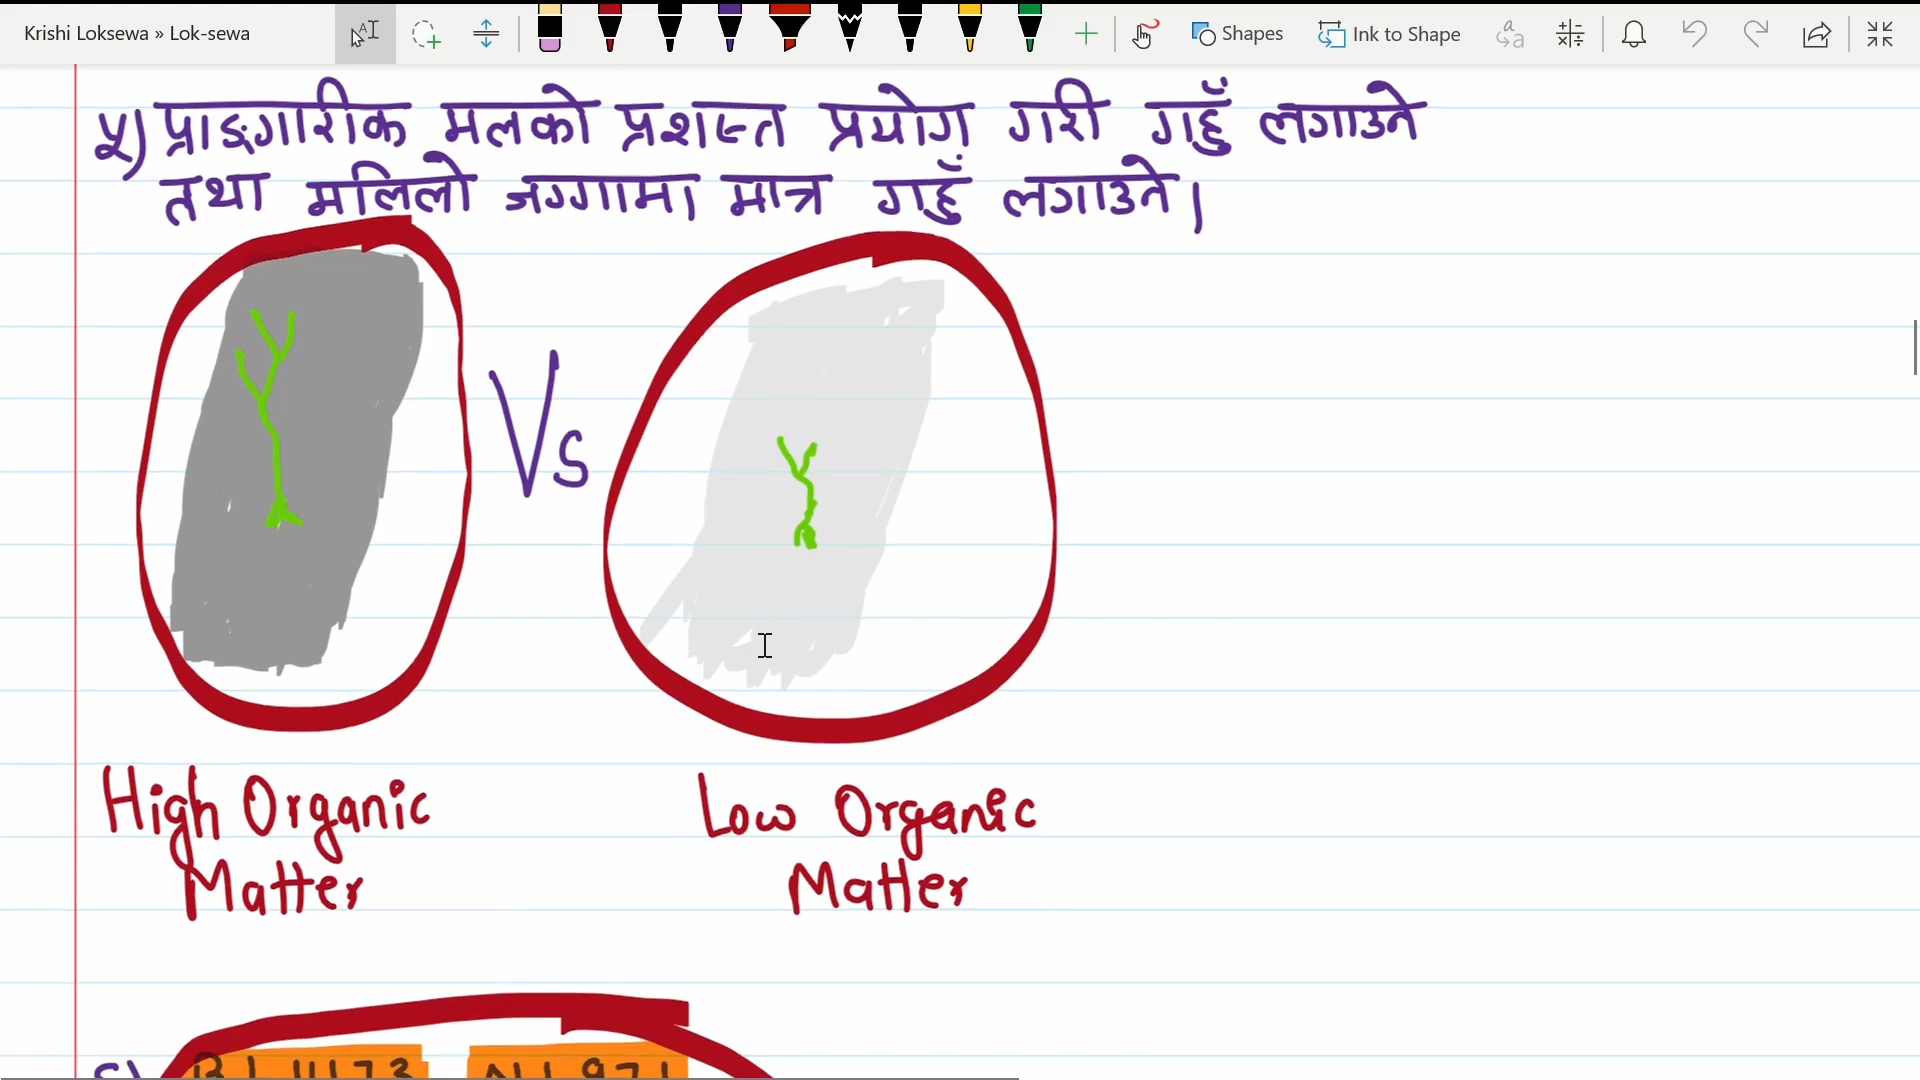 Krishi Loksewa » Lok-sewa
Shapes
Ink to Shape
५) प्राङ्गारीक मलको प्रशस्त प्रयोग गरी गहुँ लगाउने
तथा मलिलो जग्गामा मात्र गहुँ लगाउने।
Vs
High Organic
Matter
Low Organic
Matter